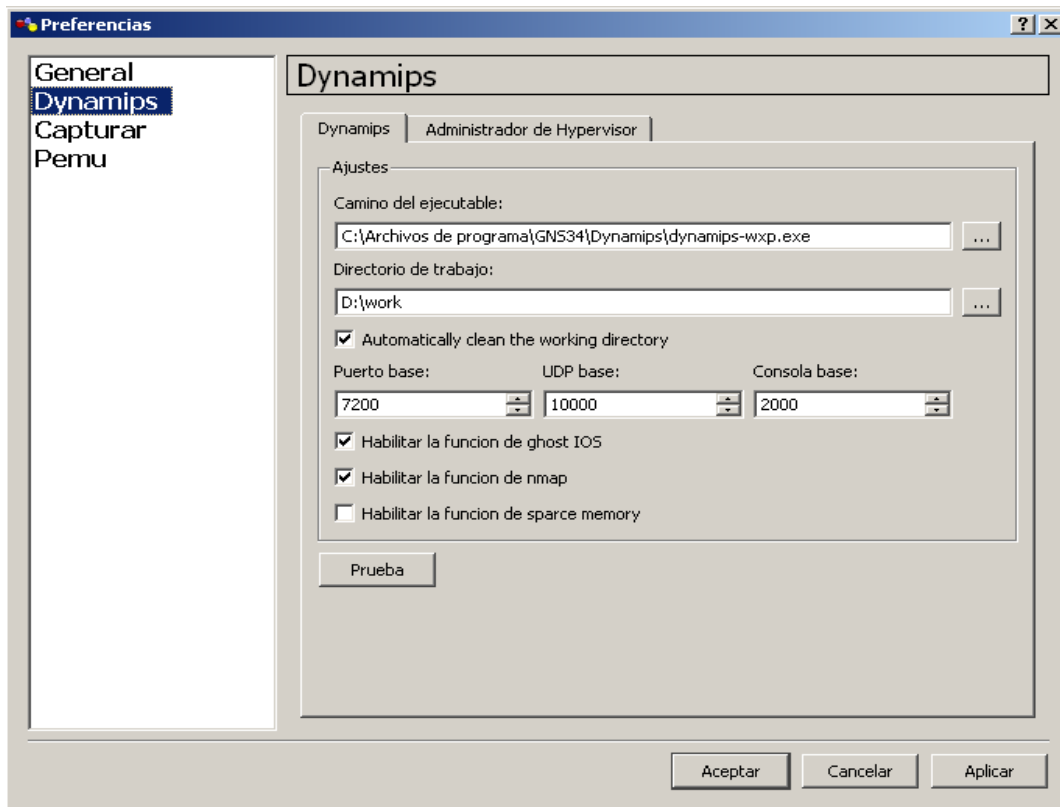 Preferencias
General
Dynamips
Capturar
Pemu
Dynamips
Dynamips Administrador de Hypervisor
Ajustes
Camino del ejecutable:
C:\Archivos de programa\GNS34\Dynamips\dynamips-wxp.exe ...
Directorio de trabajo:
D:\work ...
Automatically clean the working directory
Puerto base: UDP base: Consola base:
7200 10000 2000
Habilitar la funcion de ghost IOS
Habilitar la funcion de nmap
Habilitar la funcion de sparce memory
Prueba
Aceptar Cancelar Aplicar